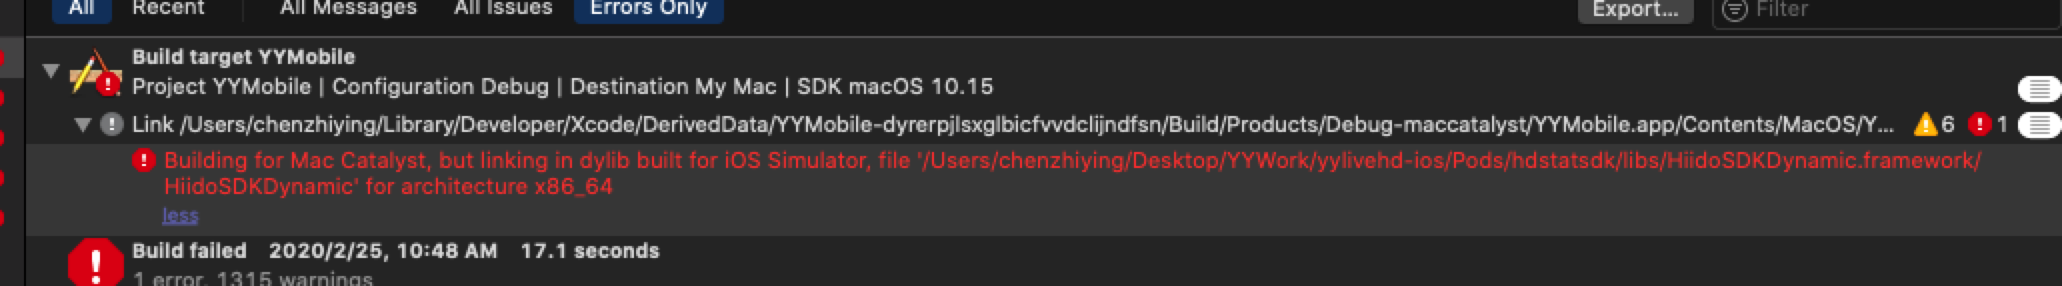 All Recent All Messages All Issues Errors Only Export... Filter
Build target YYMobile
Project YYMobile | Configuration Debug | Destination My Mac | SDK macOS 10.15
Link /Users/chenzhiying/Library/Developer/Xcode/DerivedData/YYMobile-dyrerpjlsxglbicfvvdclijndfsn/Build/Products/Debug-maccatalyst/YYMobile.app/Contents/MacOS/Y... 6 1
Building for Mac Catalyst, but linking in dylib built for iOS Simulator, file '/Users/chenzhiying/Desktop/YYWork/yylivehd-ios/Pods/hdstatsdk/libs/HiidoSDKDynamic.framework/
HiidoSDKDynamic' for architecture x86_64
less
Build failed 2020/2/25, 10:48 AM 17.1 seconds
1 error, 1315 warnings